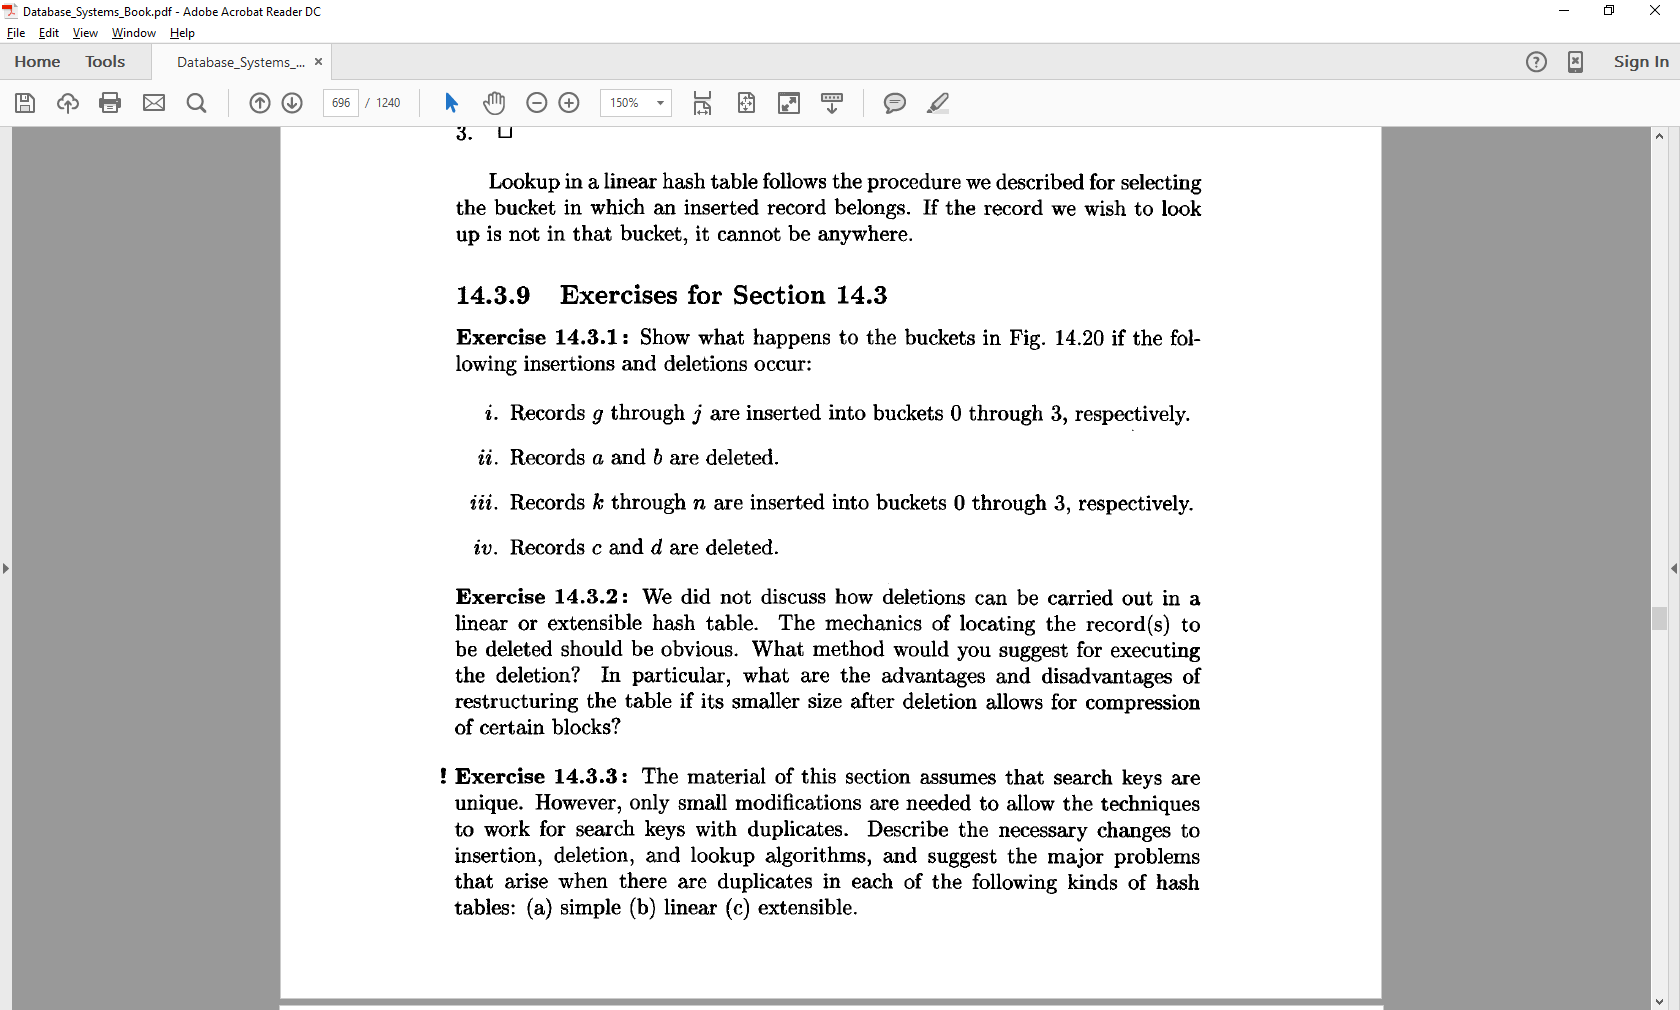 Database_Systems_Book.pdf - Adobe Acrobat Reader DC
File Edit View Window Help
Home Tools Database_Systems_... × Sign In
696 / 1240 150%
3. □
Lookup in a linear hash table follows the procedure we described for selecting
the bucket in which an inserted record belongs. If the record we wish to look
up is not in that bucket, it cannot be anywhere.
14.3.9 Exercises for Section 14.3
Exercise 14.3.1: Show what happens to the buckets in Fig. 14.20 if the fol-
lowing insertions and deletions occur:
i. Records g through j are inserted into buckets 0 through 3, respectively.
ii. Records a and b are deleted.
iii. Records k through n are inserted into buckets 0 through 3, respectively.
iv. Records c and d are deleted.
Exercise 14.3.2: We did not discuss how deletions can be carried out in a
linear or extensible hash table. The mechanics of locating the record(s) to
be deleted should be obvious. What method would you suggest for executing
the deletion? In particular, what are the advantages and disadvantages of
restructuring the table if its smaller size after deletion allows for compression
of certain blocks?
! Exercise 14.3.3: The material of this section assumes that search keys are
unique. However, only small modifications are needed to allow the techniques
to work for search keys with duplicates. Describe the necessary changes to
insertion, deletion, and lookup algorithms, and suggest the major problems
that arise when there are duplicates in each of the following kinds of hash
tables: (a) simple (b) linear (c) extensible.